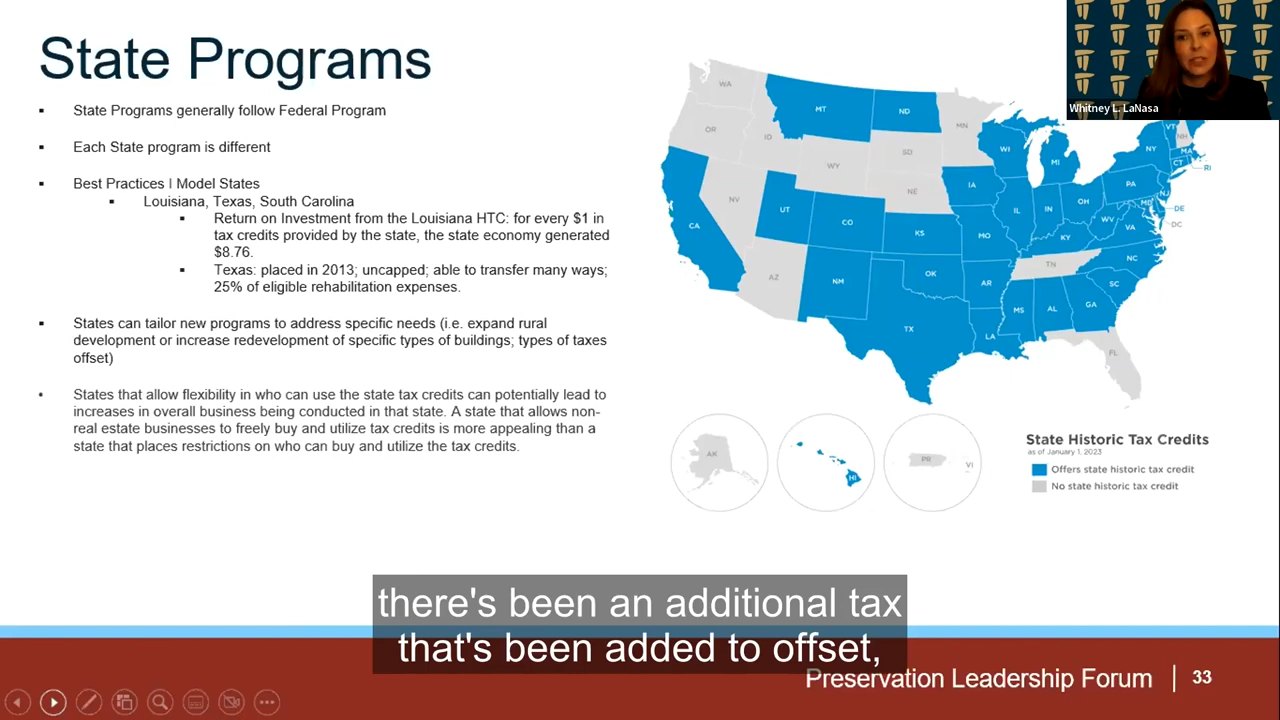 State Programs
▪ State Programs generally follow Federal Program
▪ Each State program is different
▪ Best Practices | Model States
▪ Louisiana, Texas, South Carolina
▪ Return on Investment from the Louisiana HTC: for every $1 in
tax credits provided by the state, the state economy generated
$8.76.
▪ Texas: placed in 2013; uncapped; able to transfer many ways;
25% of eligible rehabilitation expenses.
▪ States can tailor new programs to address specific needs (i.e. expand rural
development or increase redevelopment of specific types of buildings; types of taxes
offset)
• States that allow flexibility in who can use the state tax credits can potentially lead to
increases in overall business being conducted in that state. A state that allows non-
real estate businesses to freely buy and utilize tax credits is more appealing than a
state that places restrictions on who can buy and utilize the tax credits.
Whitney L. LaNasa
WA
MT
ND
MN
OR
ID
WY
SD
WI
MI
VT
NH
NY
MA
CT
RI
NV
UT
CO
NE
IA
IL
IN
OH
PA
NJ
MD
DE
DC
CA
KS
MO
KY
WV
VA
AZ
NM
OK
AR
TN
NC
SC
TX
LA
MS
AL
GA
FL
AK
HI
PR
VI
State Historic Tax Credits
as of January 1, 2023
Offers state historic tax credit
No state historic tax credit
there's been an additional tax
that's been added to offset,
Preservation Leadership Forum | 33